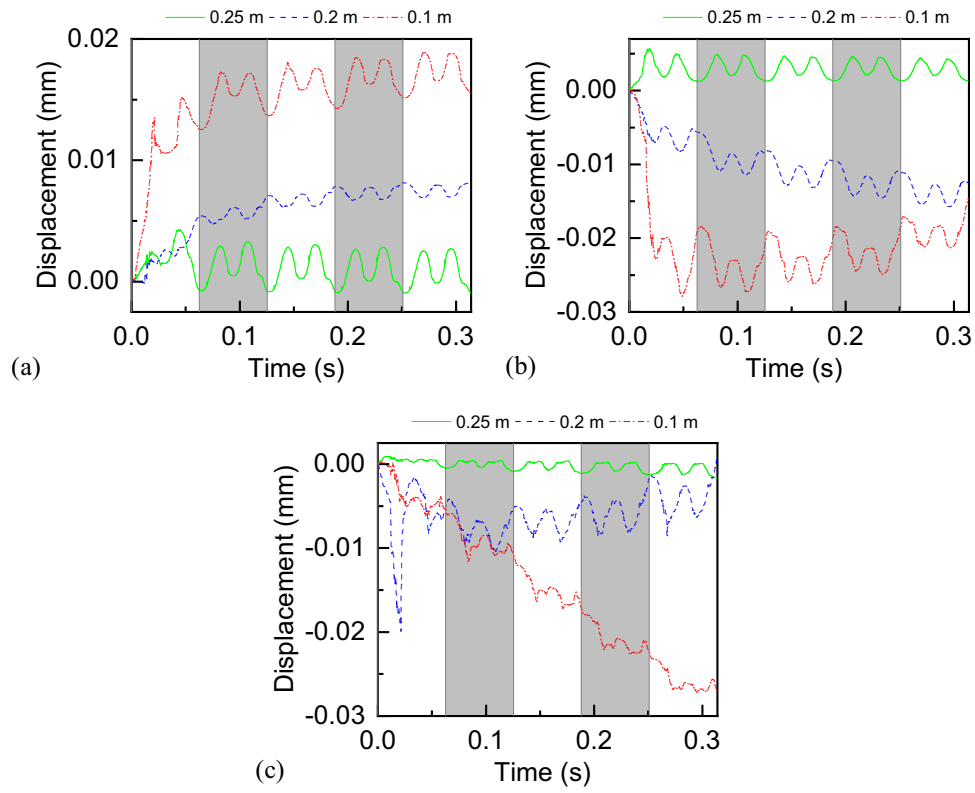 0.25 m 0.2 m 0.1 m
0.02
0.01
0.00
Displacement (mm)
0.0 0.1 0.2 0.3
Time (s)
(a)
0.25 m 0.2 m 0.1 m
0.00
-0.01
-0.02
-0.03
Displacement (mm)
0.0 0.1 0.2 0.3
Time (s)
(b)
0.25 m 0.2 m 0.1 m
0.00
-0.01
-0.02
-0.03
Displacement (mm)
0.0 0.1 0.2 0.3
Time (s)
(c)